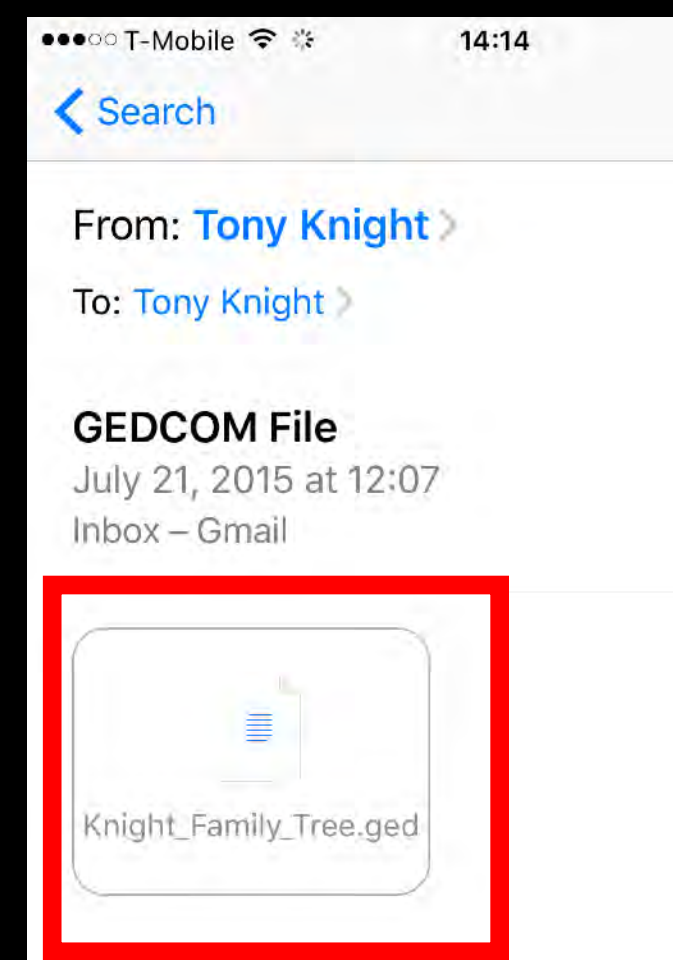 T-Mobile 14:14
Search
From: Tony Knight
To: Tony Knight
GEDCOM File
July 21, 2015 at 12:07
Inbox – Gmail
Knight_Family_Tree.ged